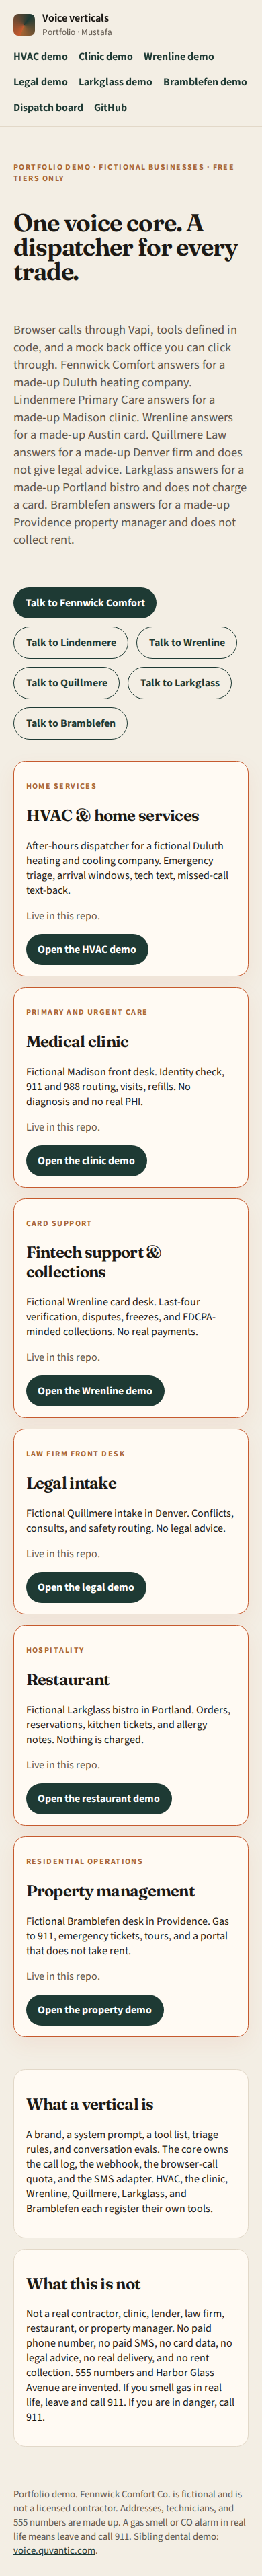 Voice verticals
Portfolio · Mustafa
HVAC demo Clinic demo Wrenline demo
Legal demo Larkglass demo Bramblefen demo
Dispatch board GitHub
PORTFOLIO DEMO · FICTIONAL BUSINESSES · FREE
TIERS ONLY
One voice core. A
dispatcher for every
trade.
Browser calls through Vapi, tools defined in
code, and a mock back office you can click
through. Fennwick Comfort answers for a
made-up Duluth heating company.
Lindenmere Primary Care answers for a
made-up Madison clinic. Wrenline answers
for a made-up Austin card. Quillmere Law
answers for a made-up Denver firm and does
not give legal advice. Larkglass answers for a
made-up Portland bistro and does not charge
a card. Bramblefen answers for a made-up
Providence property manager and does not
collect rent.
Talk to Fennwick Comfort
Talk to Lindenmere Talk to Wrenline
Talk to Quillmere Talk to Larkglass
Talk to Bramblefen
HOME SERVICES
HVAC & home services
After-hours dispatcher for a fictional Duluth
heating and cooling company. Emergency
triage, arrival windows, tech text, missed-call
text-back.
Live in this repo.
Open the HVAC demo
PRIMARY AND URGENT CARE
Medical clinic
Fictional Madison front desk. Identity check,
911 and 988 routing, visits, refills. No
diagnosis and no real PHI.
Live in this repo.
Open the clinic demo
CARD SUPPORT
Fintech support &
collections
Fictional Wrenline card desk. Last-four
verification, disputes, freezes, and FDCPA-
minded collections. No real payments.
Live in this repo.
Open the Wrenline demo
LAW FIRM FRONT DESK
Legal intake
Fictional Quillmere intake in Denver. Conflicts,
consults, and safety routing. No legal advice.
Live in this repo.
Open the legal demo
HOSPITALITY
Restaurant
Fictional Larkglass bistro in Portland. Orders,
reservations, kitchen tickets, and allergy
notes. Nothing is charged.
Live in this repo.
Open the restaurant demo
RESIDENTIAL OPERATIONS
Property management
Fictional Bramblefen desk in Providence. Gas
to 911, emergency tickets, tours, and a portal
that does not take rent.
Live in this repo.
Open the property demo
What a vertical is
A brand, a system prompt, a tool list, triage
rules, and conversation evals. The core owns
the call log, the webhook, the browser-call
quota, and the SMS adapter. HVAC, the clinic,
Wrenline, Quillmere, Larkglass, and
Bramblefen each register their own tools.
What this is not
Not a real contractor, clinic, lender, law firm,
restaurant, or property manager. No paid
phone number, no paid SMS, no card data, no
legal advice, no real delivery, and no rent
collection. 555 numbers and Harbor Glass
Avenue are invented. If you smell gas in real
life, leave and call 911. If you are in danger, call
911.
Portfolio demo. Fennwick Comfort Co. is fictional and is
not a licensed contractor. Addresses, technicians, and
555 numbers are made up. A gas smell or CO alarm in real
life means leave and call 911. Sibling dental demo:
voice.quvantic.com.